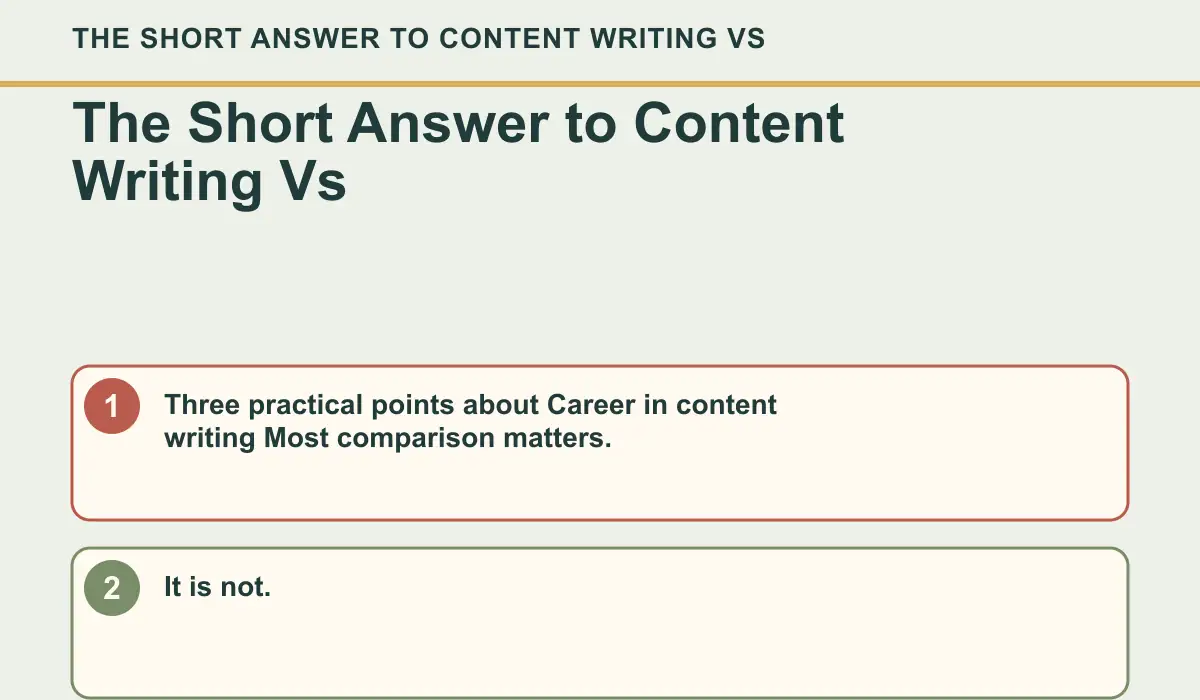 THE SHORT ANSWER TO CONTENT WRITING VS
The Short Answer to Content
Writing Vs
1
Three practical points about Career in content
writing Most comparison matters.
2
It is not.